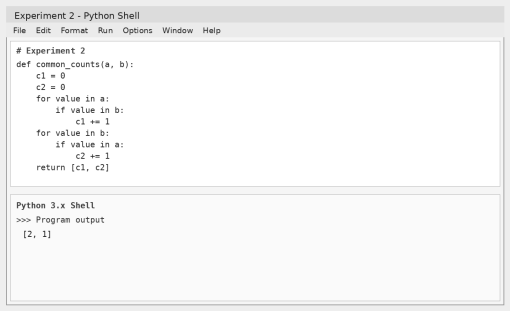 Experiment 2 - Python Shell
File Edit Format Run Options Window Help
# Experiment 2
def common_counts(a, b):
    c1 = 0
    c2 = 0
    for value in a:
        if value in b:
            c1 += 1
    for value in b:
        if value in a:
            c2 += 1
    return [c1, c2]
Python 3.x Shell
>>> Program output
[2, 1]